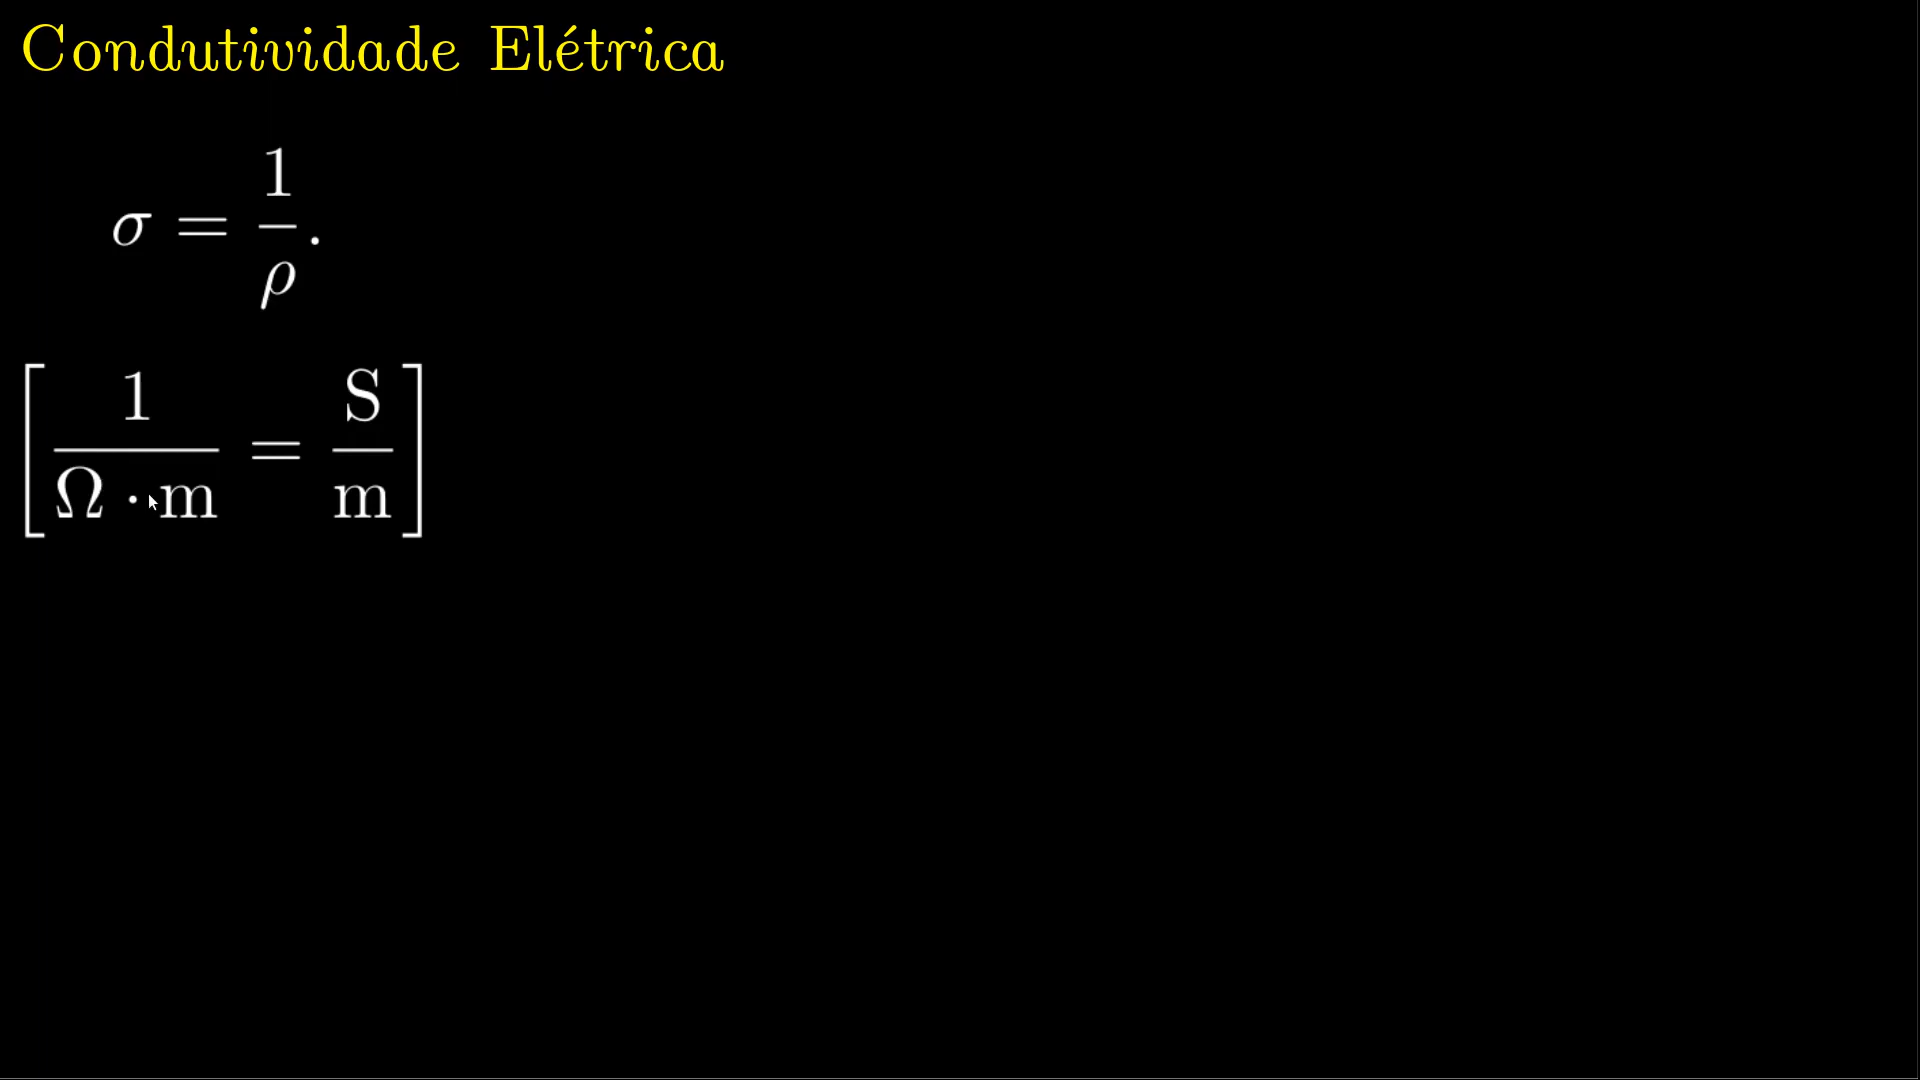 Condutividade Elétrica
σ = 1/ρ.
[1/(Ω · m) = S/m]